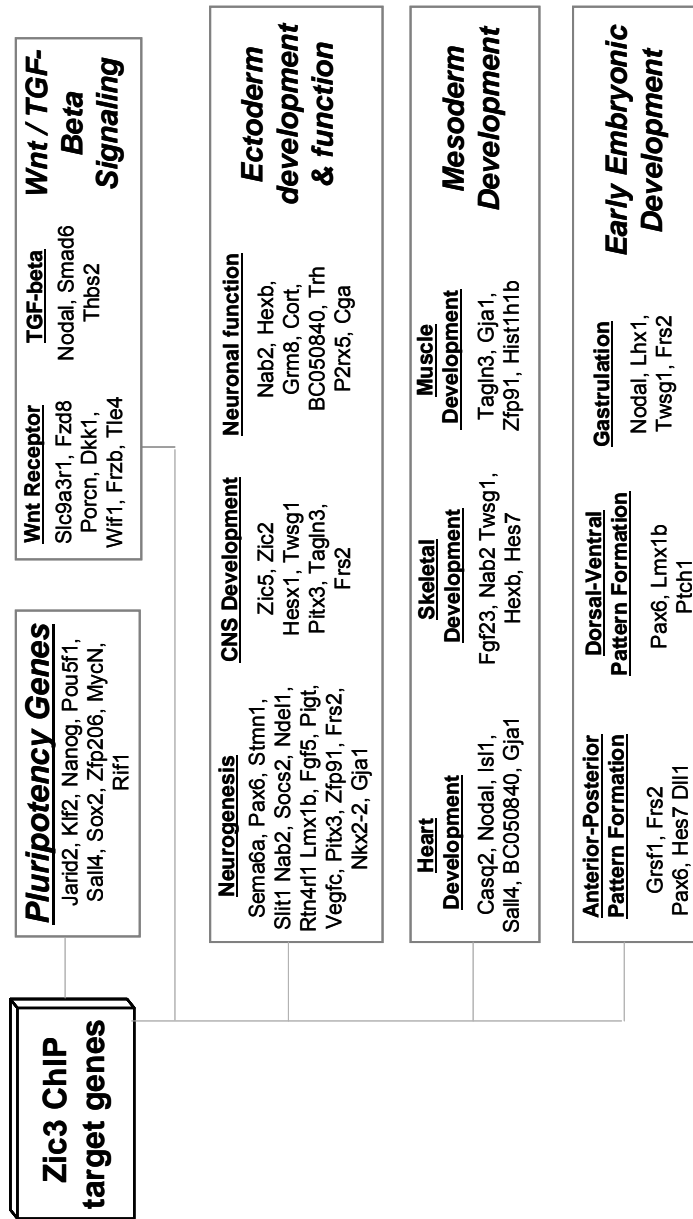 Zic3 ChIP
target genes
Pluripotency Genes
Jarid2, Klf2, Nanog, Pou5f1,
Sall4, Sox2, Zfp206, MycN,
Rif1
Wnt Receptor
Slc9a3r1, Fzd8
Porcn, Dkk1,
Wif1, Frzb, Tle4
TGF-beta
Nodal, Smad6
Thbs2
Wnt / TGF-
Beta
Signaling
Neurogenesis
Sema6a, Pax6, Stmn1,
Slit1 Nab2, Socs2, Ndel1,
Rtn4rl1 Lmx1b, Fgf5, Pigt,
Vegfc, Pitx3, Zfp91, Frs2,
Nkx2-2, Gja1
CNS Development
Zic5, Zic2
Hesx1, Twsg1
Pitx3, Tagln3,
Frs2
Neuronal function
Nab2, Hexb,
Grm8, Cort,
BC050840, Trh
P2rx5, Cga
Ectoderm
development
& function
Heart
Development
Casq2, Nodal, Isl1,
Sall4, BC050840, Gja1
Skeletal
Development
Fgf23, Nab2 Twsg1,
Hexb, Hes7
Muscle
Development
Tagln3, Gja1,
Zfp91, Hist1h1b
Mesoderm
Development
Anterior-Posterior
Pattern Formation
Grsf1, Frs2
Pax6, Hes7 Dll1
Dorsal-Ventral
Pattern Formation
Pax6, Lmx1b
Ptch1
Gastrulation
Nodal, Lhx1,
Twsg1, Frs2
Early Embryonic
Development